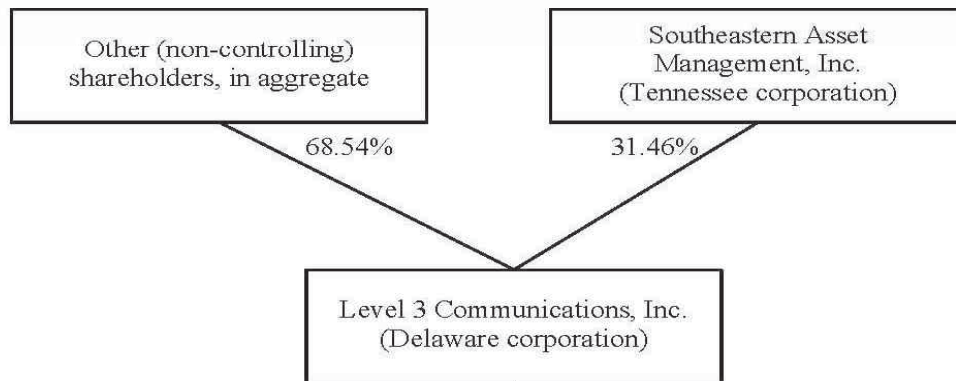 Other (non-controlling)
shareholders, in aggregate
Southeastern Asset
Management, Inc.
(Tennessee corporation)
68.54%
31.46%
Level 3 Communications, Inc.
(Delaware corporation)